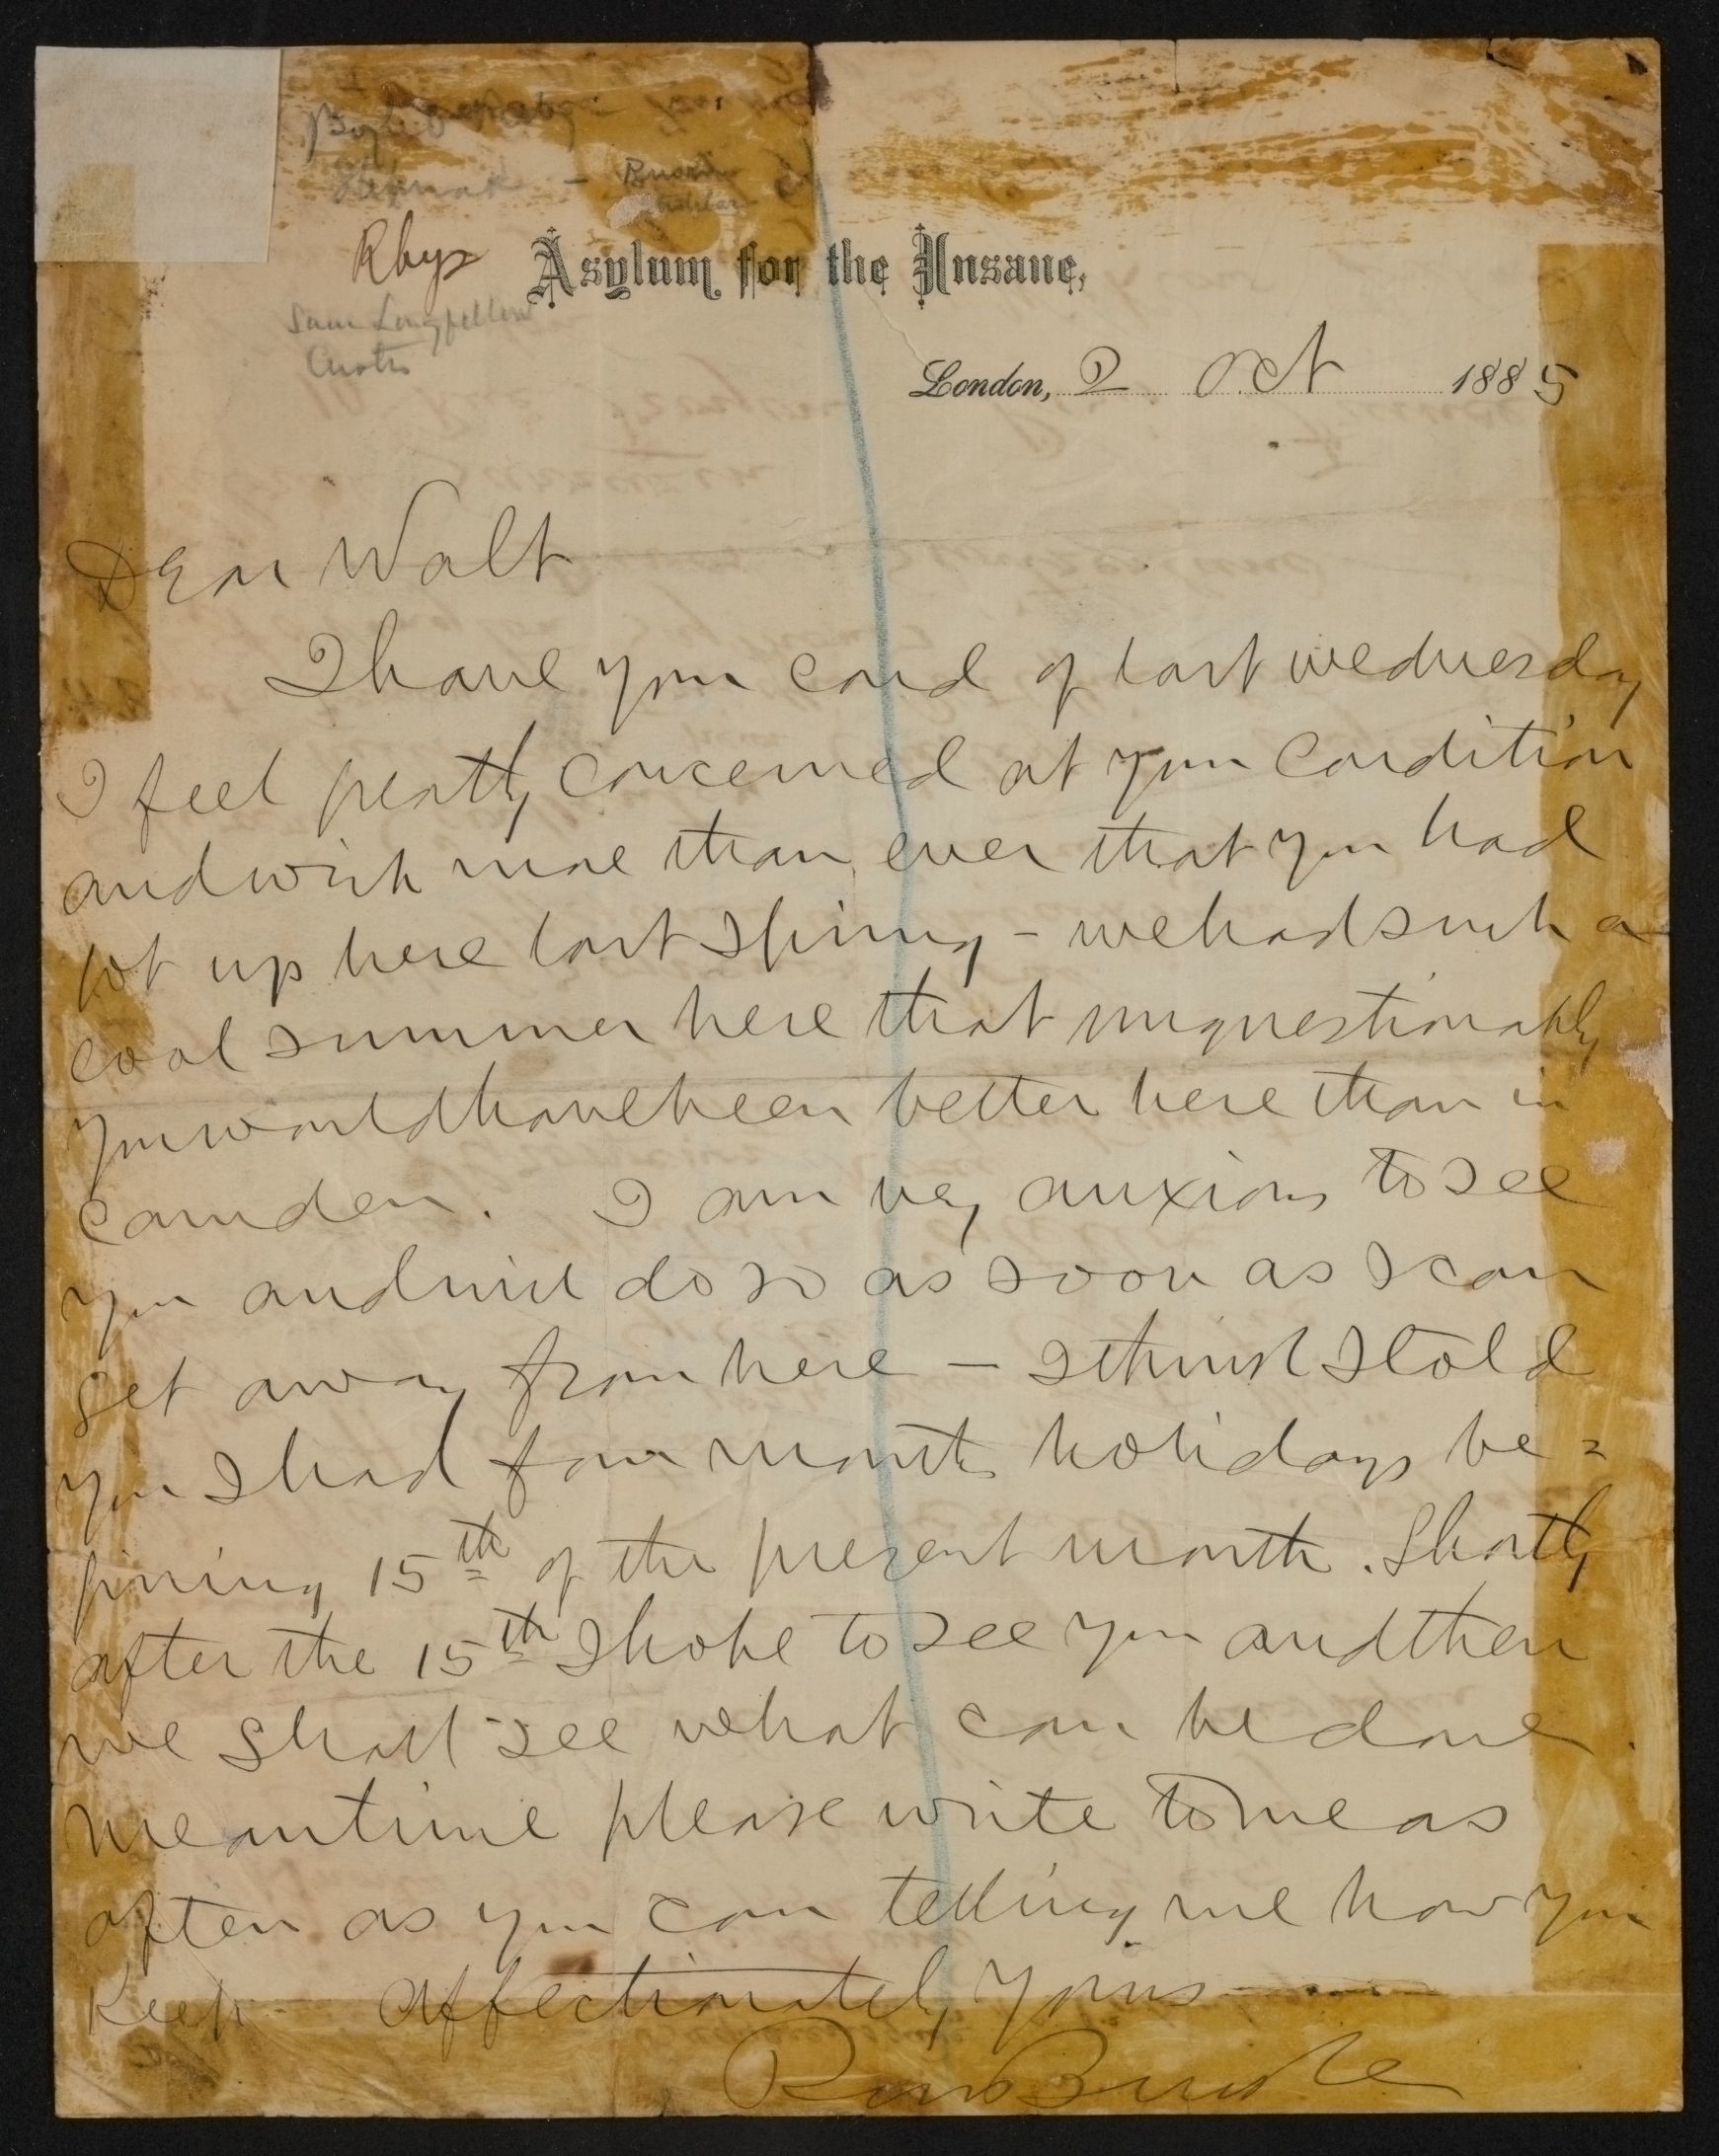 Rhys
Asylum for the Insane,
Sam Longfellow
London, 2 Oct 1885
Dear Walt
I have your card of last wednesday
I feel greatly concerned at your condition
and wish more than ever that you had
got up here last Spring - we had such a
cool summer here that unquestionably
you would have been better here than in
Camden. I am very anxious to see
you and will do so as soon as I can
get away from here — I think I told
you I had four months holidays be=
gining 15th of the present month. Shortly
after the 15th I hope to see you and then
we shall see what can be done.
Meantime please write to me as
often as you can telling me how you
keep - affectionately yours
R M Bucke